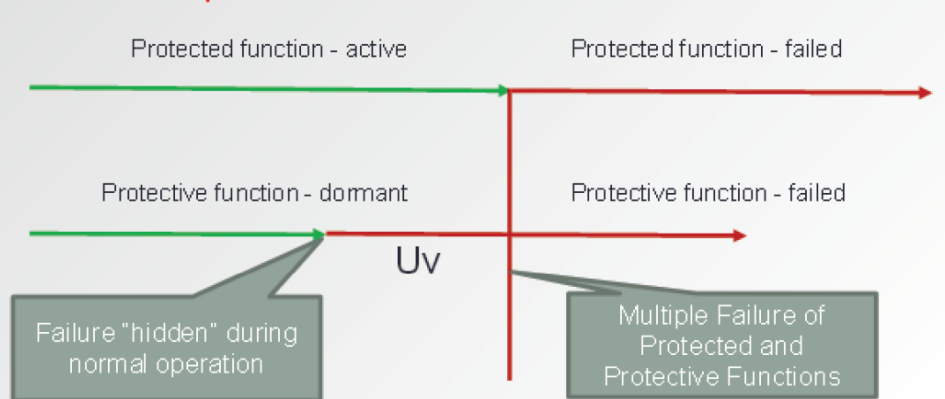 Protected function - active
Protected function - failed
Protective function - dormant
Protective function - failed
Uv
Failure "hidden" during
normal operation
Multiple Failure of
Protected and
Protective Functions